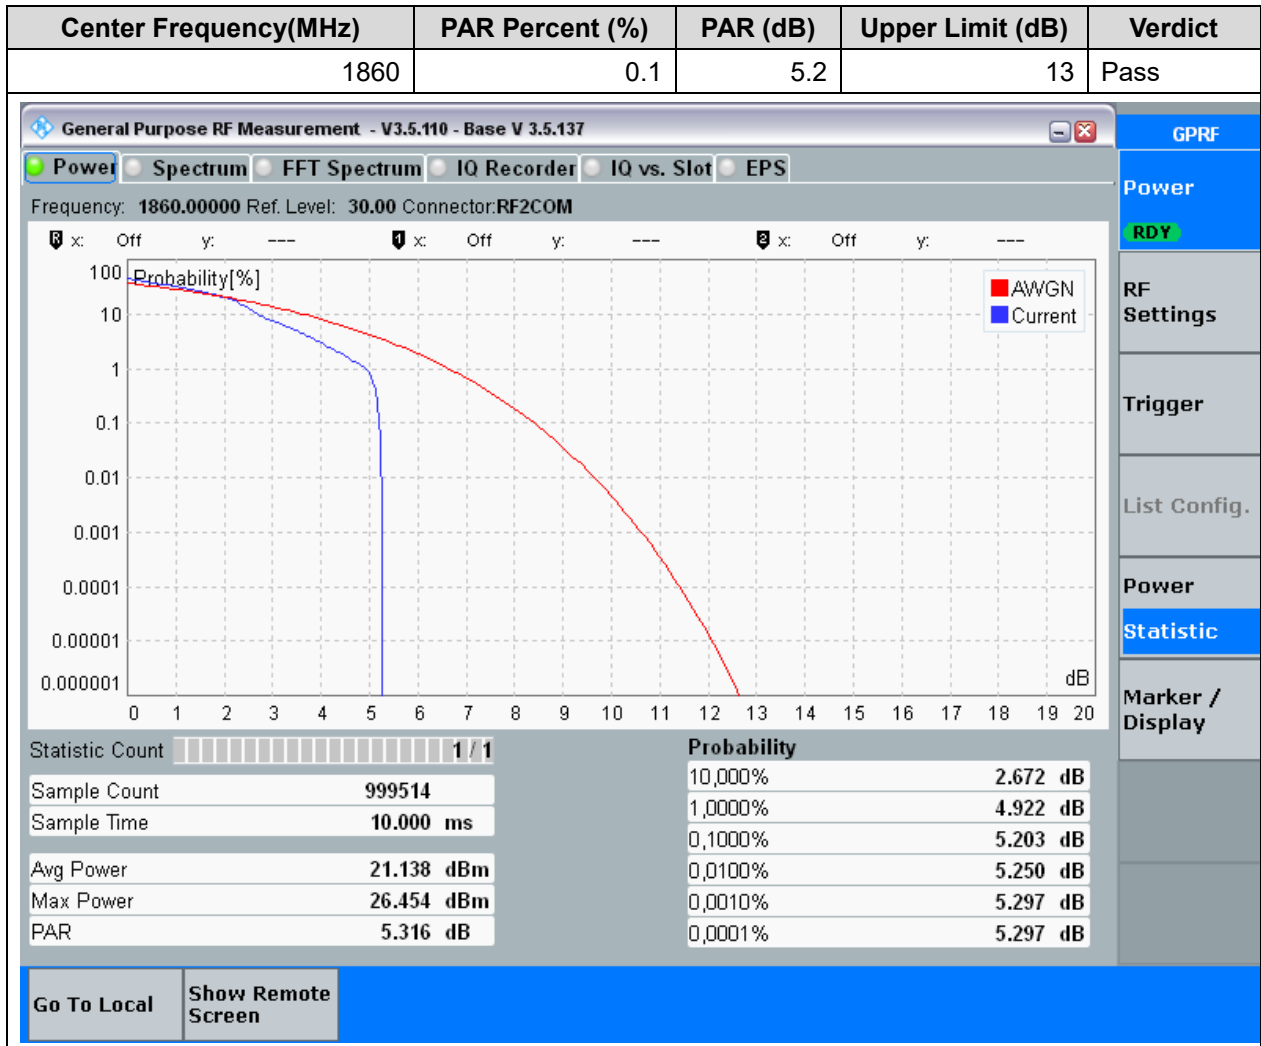 Center Frequency(MHz) PAR Percent (%) PAR (dB) Upper Limit (dB) Verdict
1860 0.1 5.2 13 Pass
General Purpose RF Measurement - V3.5.110 - Base V 3.5.137
GPRF
Power Spectrum FFT Spectrum IQ Recorder IQ vs. Slot EPS
Power
RDY
Frequency: 1860.00000 Ref. Level: 30.00 Connector:RF2COM
R x: Off y: --- 1 x: Off y: --- 2 x: Off y: ---
Probability[%]
AWGN
Current
100
10
1
0.1
0.01
0.001
0.0001
0.00001
0.000001
dB
0 1 2 3 4 5 6 7 8 9 10 11 12 13 14 15 16 17 18 19 20
RF
Settings
Trigger
List Config.
Power
Statistic
Marker /
Display
Statistic Count 1 / 1
Sample Count 999514
Sample Time 10.000 ms
Avg Power 21.138 dBm
Max Power 26.454 dBm
PAR 5.316 dB
Probability
10,000% 2.672 dB
1,0000% 4.922 dB
0,1000% 5.203 dB
0,0100% 5.250 dB
0,0010% 5.297 dB
0,0001% 5.297 dB
Go To Local
Show Remote
Screen